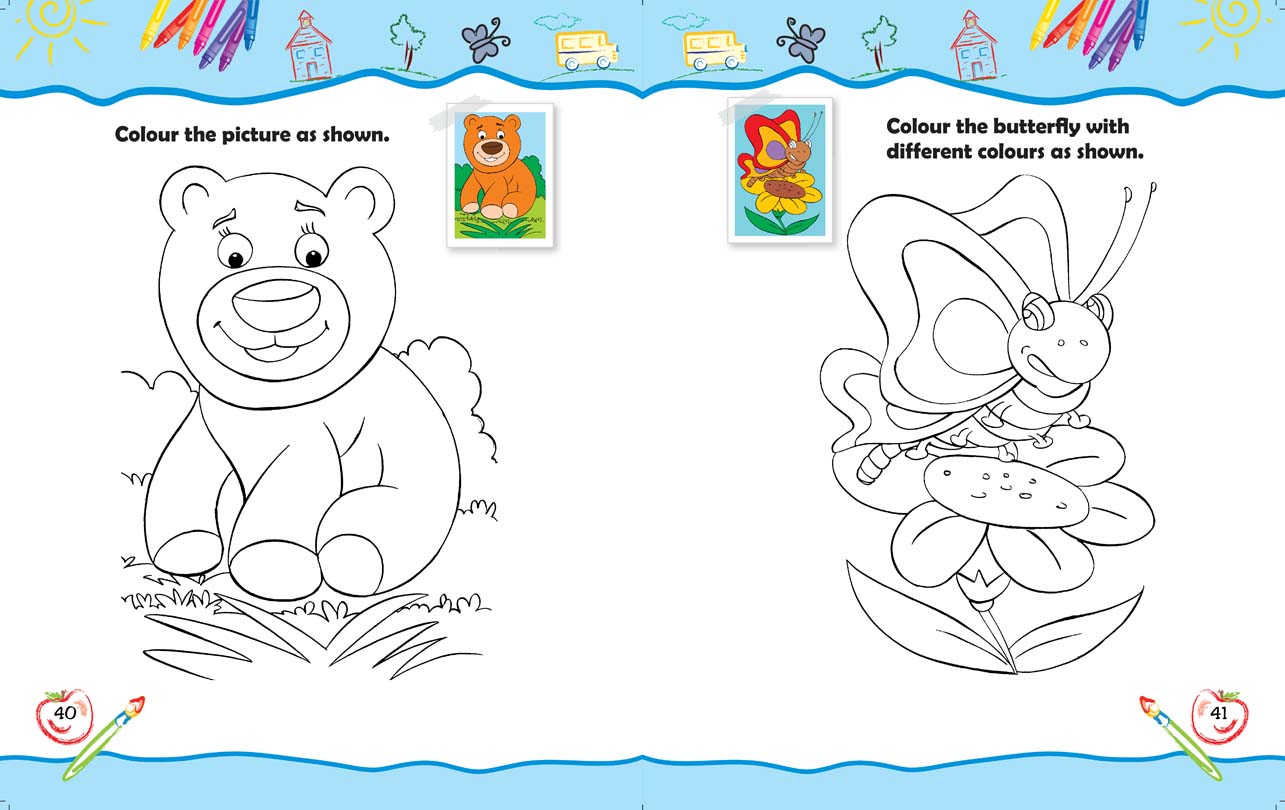 Colour the picture as shown.
40
Colour the butterfly with
different colours as shown.
41